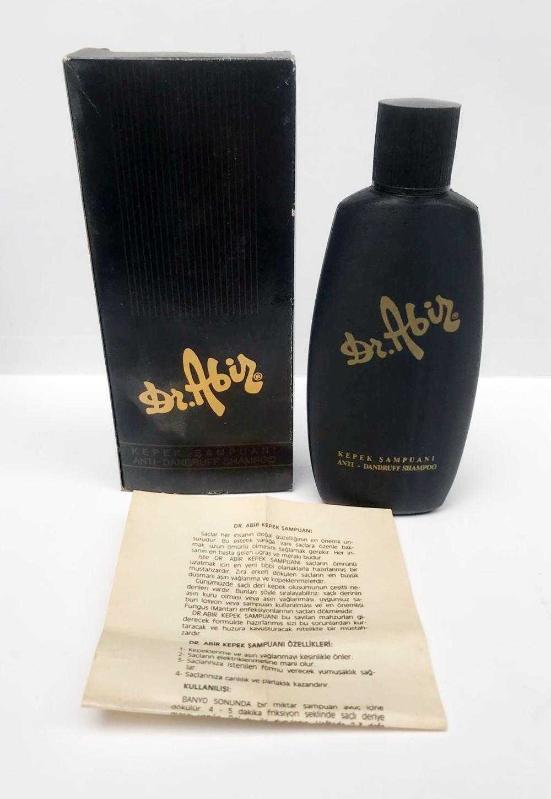 Dr. Abir®
KEPEK ŞAMPUANI
ANTI-DANDRUFF SHAMPOO
Dr. Abir®
KEPEK ŞAMPUANI
ANTI - DANDRUFF SHAMPOO
DR. ABİR KEPEK ŞAMPUANI
Saçlar her insanın doğal güzelliğinin en önemli un-
surudur. Bu estetik varlığa yani saçlara özenle bak-
mak, uzun ömürlü olmasını sağlamak gerekir. Her in-
sanın en başta gelen uğraş ve merakı budur.
İşte DR. ABİR KEPEK ŞAMPUANI saçların ömrünü
uzatmak için en yeni tıbbi olanaklarla hazırlanmış bir
müstahzardır. Zira erken dökülen saçların en büyük
düşmanı aşırı yağlanma ve kepeklenmelerdir.
Günümüzde saçlı deri kepek oluşumunun çeşitli ne-
denleri vardır. Bunları şöyle sıralayabiliriz: saçlı derinin
aşırı kuru olması veya aşırı yağlanması, uygunsuz sa-
bun losyon veya şampuan kullanılması ve en önemlisi
Fungus (Mantar) enfeksiyonlarının saçları dökmesidir.
DR. ABİR KEPEK ŞAMPUANI bu sayılan mahzurları gi-
derecek formülde hazırlanmış sizi bu sorunlardan kur-
taracak ve huzura kavuşturacak nitelikte bir müstah-
zardır.
DR. ABİR KEPEK ŞAMPUANI ÖZELLİKLERİ:
1- Kepeklenme ve aşırı yağlanmayı kesinlikle önler.
2- Saçların elektriklenmelerine mani olur.
3- Saçlarınıza istenilen formu verecek yumuşaklık sağ-
lar.
4- Saçlarınıza canlılık ve parlaklık kazandırır.
KULLANILIŞI:
BANYO SONUNDA bir miktar şampuan avuç içine
dökülür. 4 - 5 dakika friksiyon şeklinde saçlı deriye